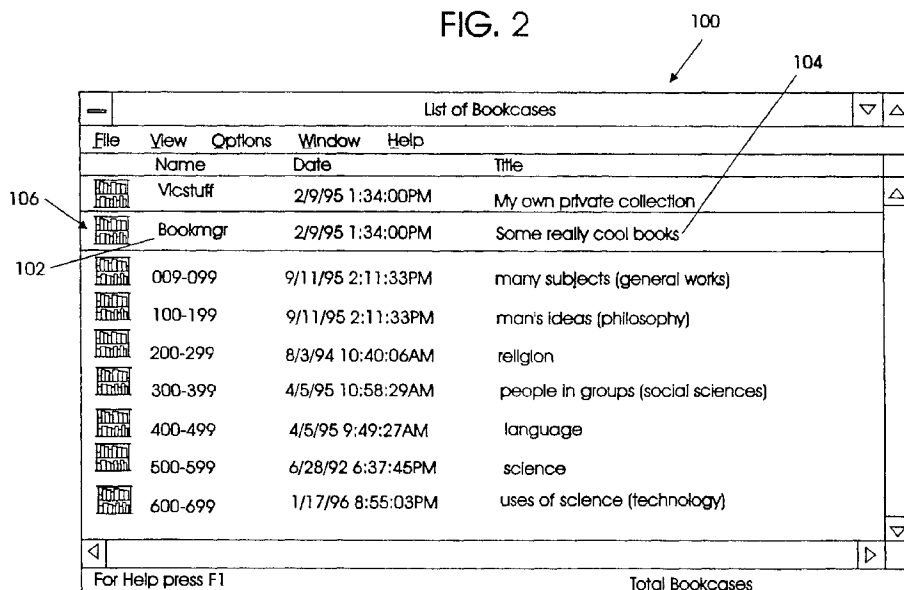 FIG. 2
100
104
List of Bookcases
File View Options Window Help
Name Date Title
Vicstuff 2/9/95 1:34:00PM My own private collection
106
Bookmgr 2/9/95 1:34:00PM Some really cool books
102
009-099 9/11/95 2:11:33PM many subjects (general works)
100-199 9/11/95 2:11:33PM man's ideas (philosophy)
200-299 8/3/94 10:40:06AM religion
300-399 4/5/95 10:58:29AM people in groups (social sciences)
400-499 4/5/95 9:49:27AM language
500-599 6/28/92 6:37:45PM science
600-699 1/17/96 8:55:03PM uses of science (technology)
For Help press F1 Total Bookcases